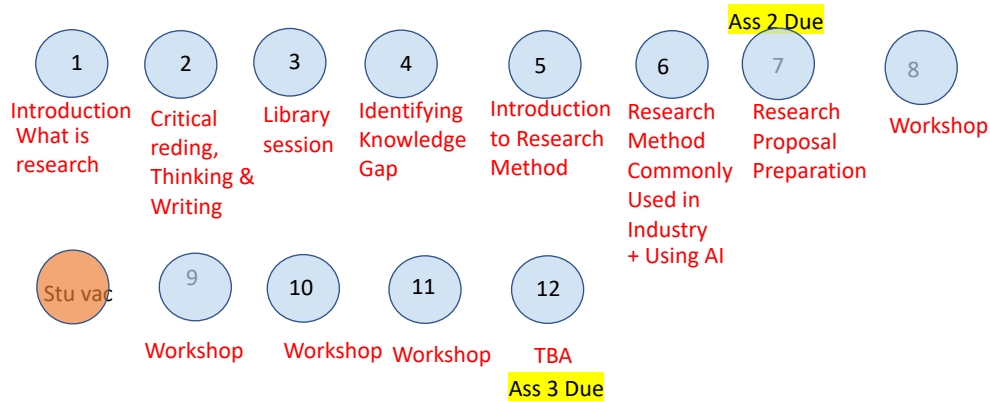 Ass 2 Due
1
2
3
4
5
6
7
8
Introduction
What is
research
Critical
reding,
Thinking &
Writing
Library
session
Identifying
Knowledge
Gap
Introduction
to Research
Method
Research
Method
Commonly
Used in
Industry
+ Using AI
Research
Proposal
Preparation
Workshop
Stu vac
9
10
11
12
Workshop
Workshop
Workshop
TBA
Ass 3 Due